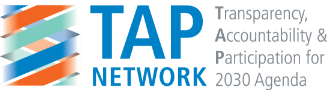 TAP
NETWORK
Transparency,
Accountability &
Participation for
2030 Agenda